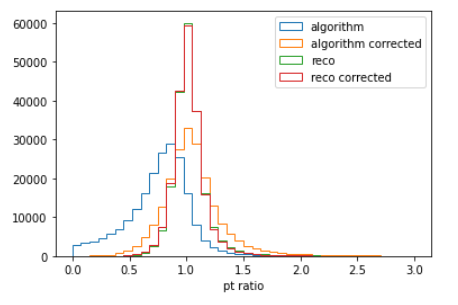 60000
50000
40000
30000
20000
10000
0
algorithm
algorithm corrected
reco
reco corrected
0.0 0.5 1.0 1.5 2.0 2.5 3.0
pt ratio